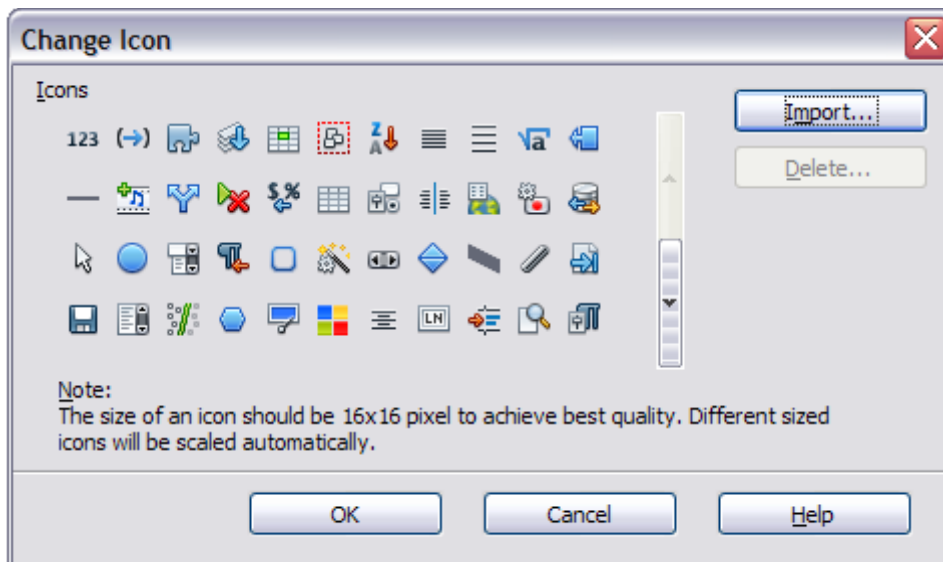 Change Icon
Icons
Import...
Delete...
123
Z
A
√a
$ %
LN
Note:
The size of an icon should be 16x16 pixel to achieve best quality. Different sized
icons will be scaled automatically.
OK
Cancel
Help